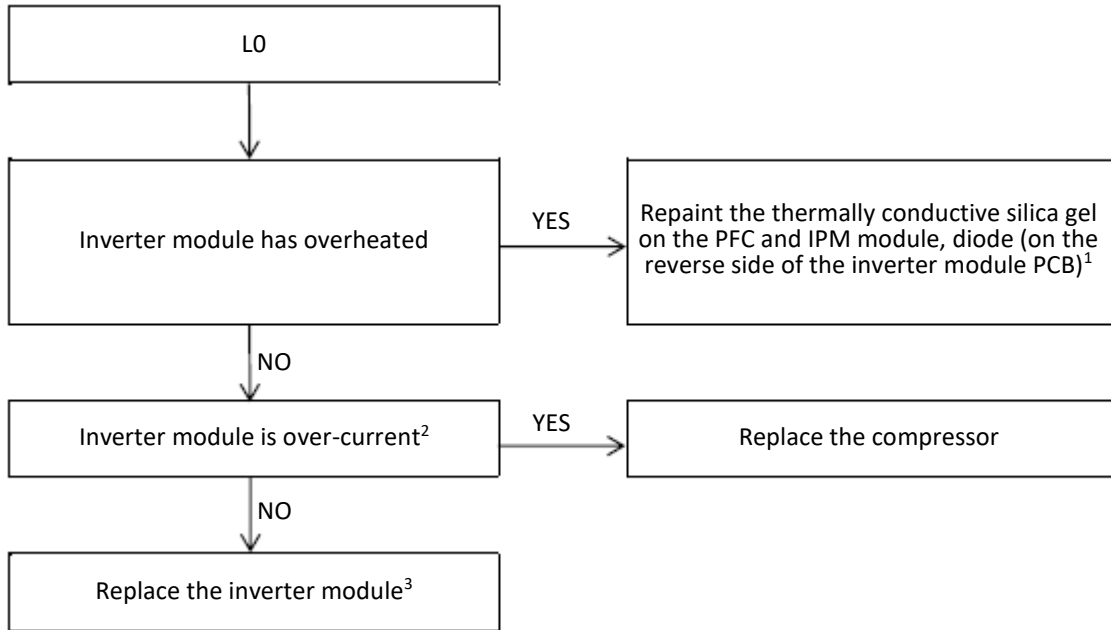 L0
Inverter module has overheated
YES
Repaint the thermally conductive silica gel
on the PFC and IPM module, diode (on the
reverse side of the inverter module PCB)¹
NO
Inverter module is over-current²
YES
Replace the compressor
NO
Replace the inverter module³